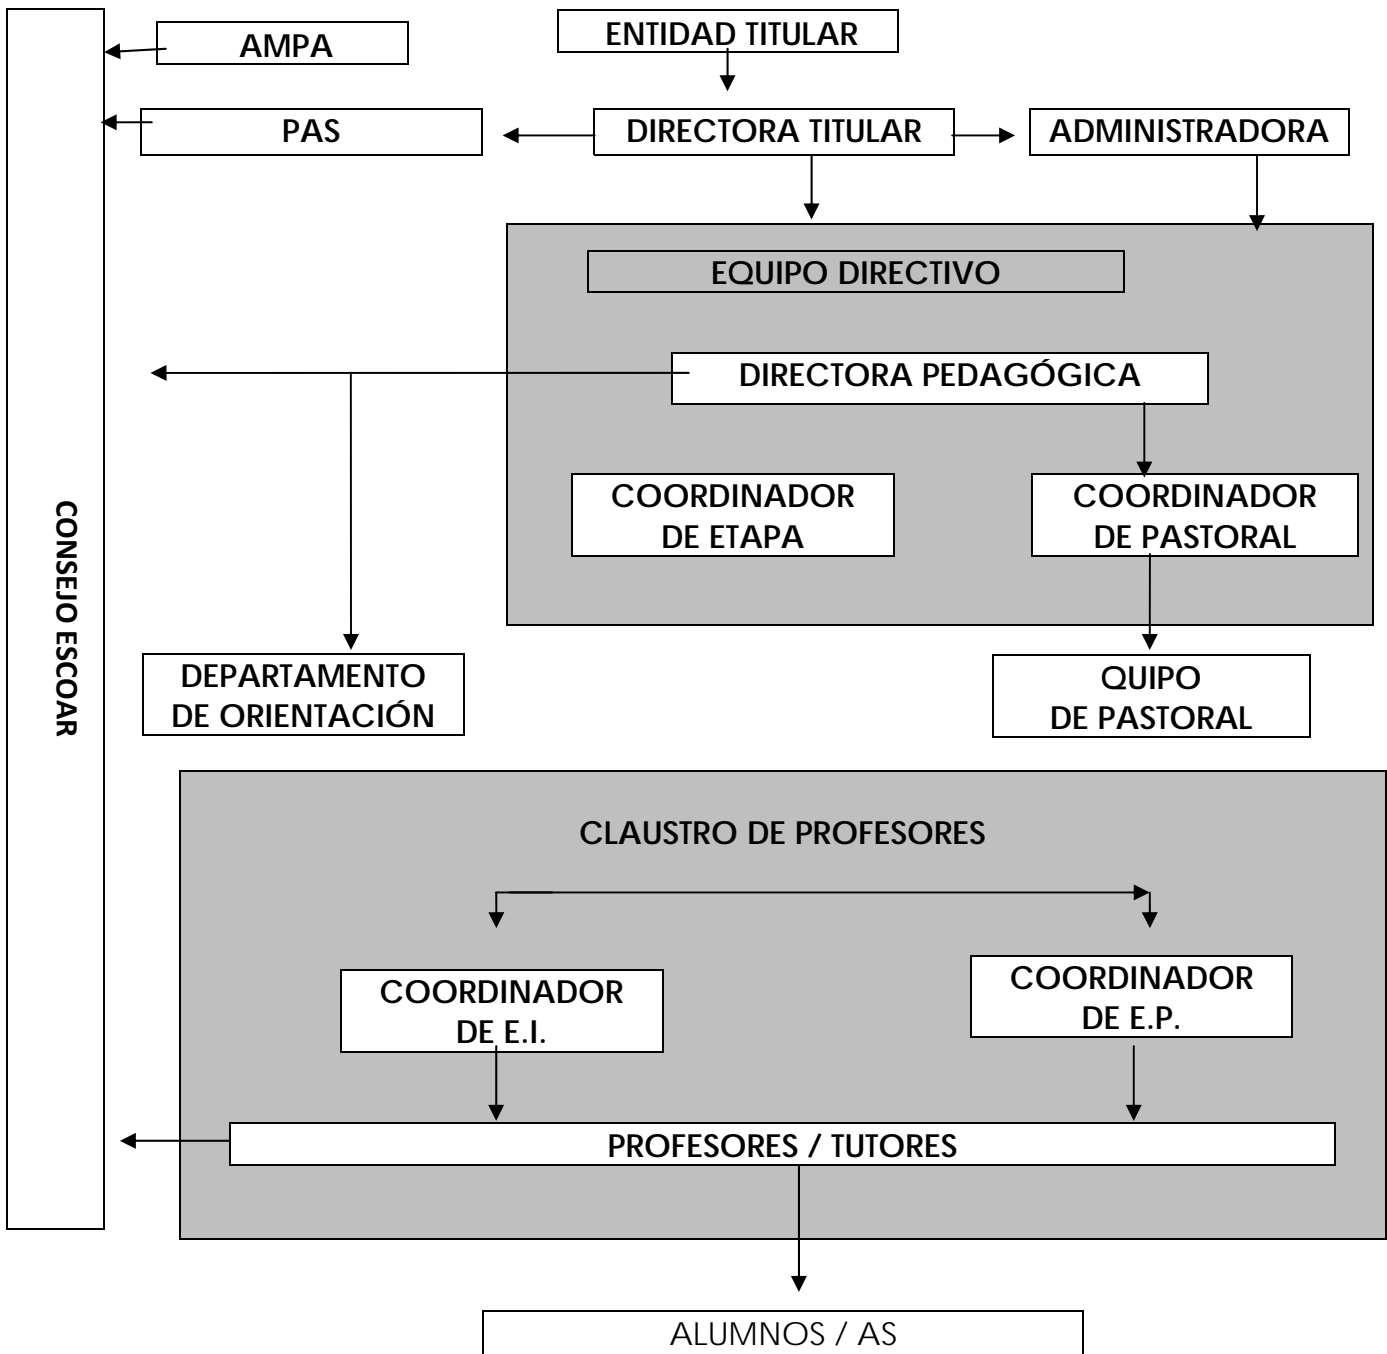 AMPA
ENTIDAD TITULAR
PAS
DIRECTORA TITULAR
ADMINISTRADORA
EQUIPO DIRECTIVO
DIRECTORA PEDAGÓGICA
COORDINADOR
DE ETAPA
COORDINADOR
DE PASTORAL
CONSEJO ESCOAR
DEPARTAMENTO
DE ORIENTACIÓN
QUIPO
DE PASTORAL
CLAUSTRO DE PROFESORES
COORDINADOR
DE E.I.
COORDINADOR
DE E.P.
PROFESORES / TUTORES
ALUMNOS / AS